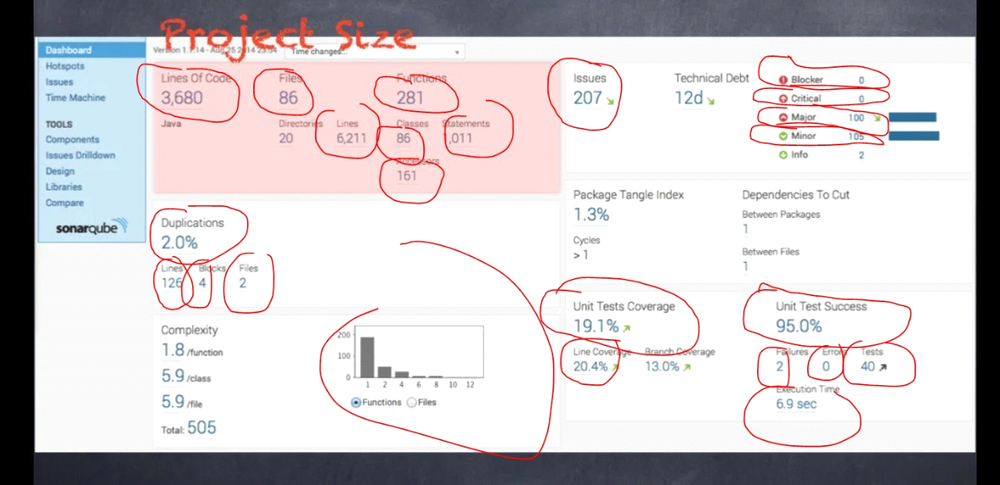 Project Size
Dashboard
Hotspots
Issues
Time Machine
TOOLS
Components
Issues Drilldown
Design
Libraries
Compare
sonarqube
Version 1.1.14 - Aug 25 2014 23:54
Time changes...
Lines Of Code
3,680
Java
Files
86
Functions
281
Directories
20
Lines
6,211
Classes
86
Statements
1,011
Accessors
161
Duplications
2.0%
Lines
126
Blocks
4
Files
2
Complexity
1.8 /function
5.9 /class
5.9 /file
Total: 505
200
100
0
1 2 4 6 8 10 12
Functions Files
Issues
207
Technical Debt
12d
Blocker 0
Critical 0
Major 100
Minor 105
Info 2
Package Tangle Index
1.3%
Cycles
> 1
Dependencies To Cut
Between Packages
1
Between Files
1
Unit Tests Coverage
19.1%
Line Coverage
20.4%
Branch Coverage
13.0%
Unit Test Success
95.0%
Failures
2
Errors
0
Tests
40
Execution Time
6.9 sec